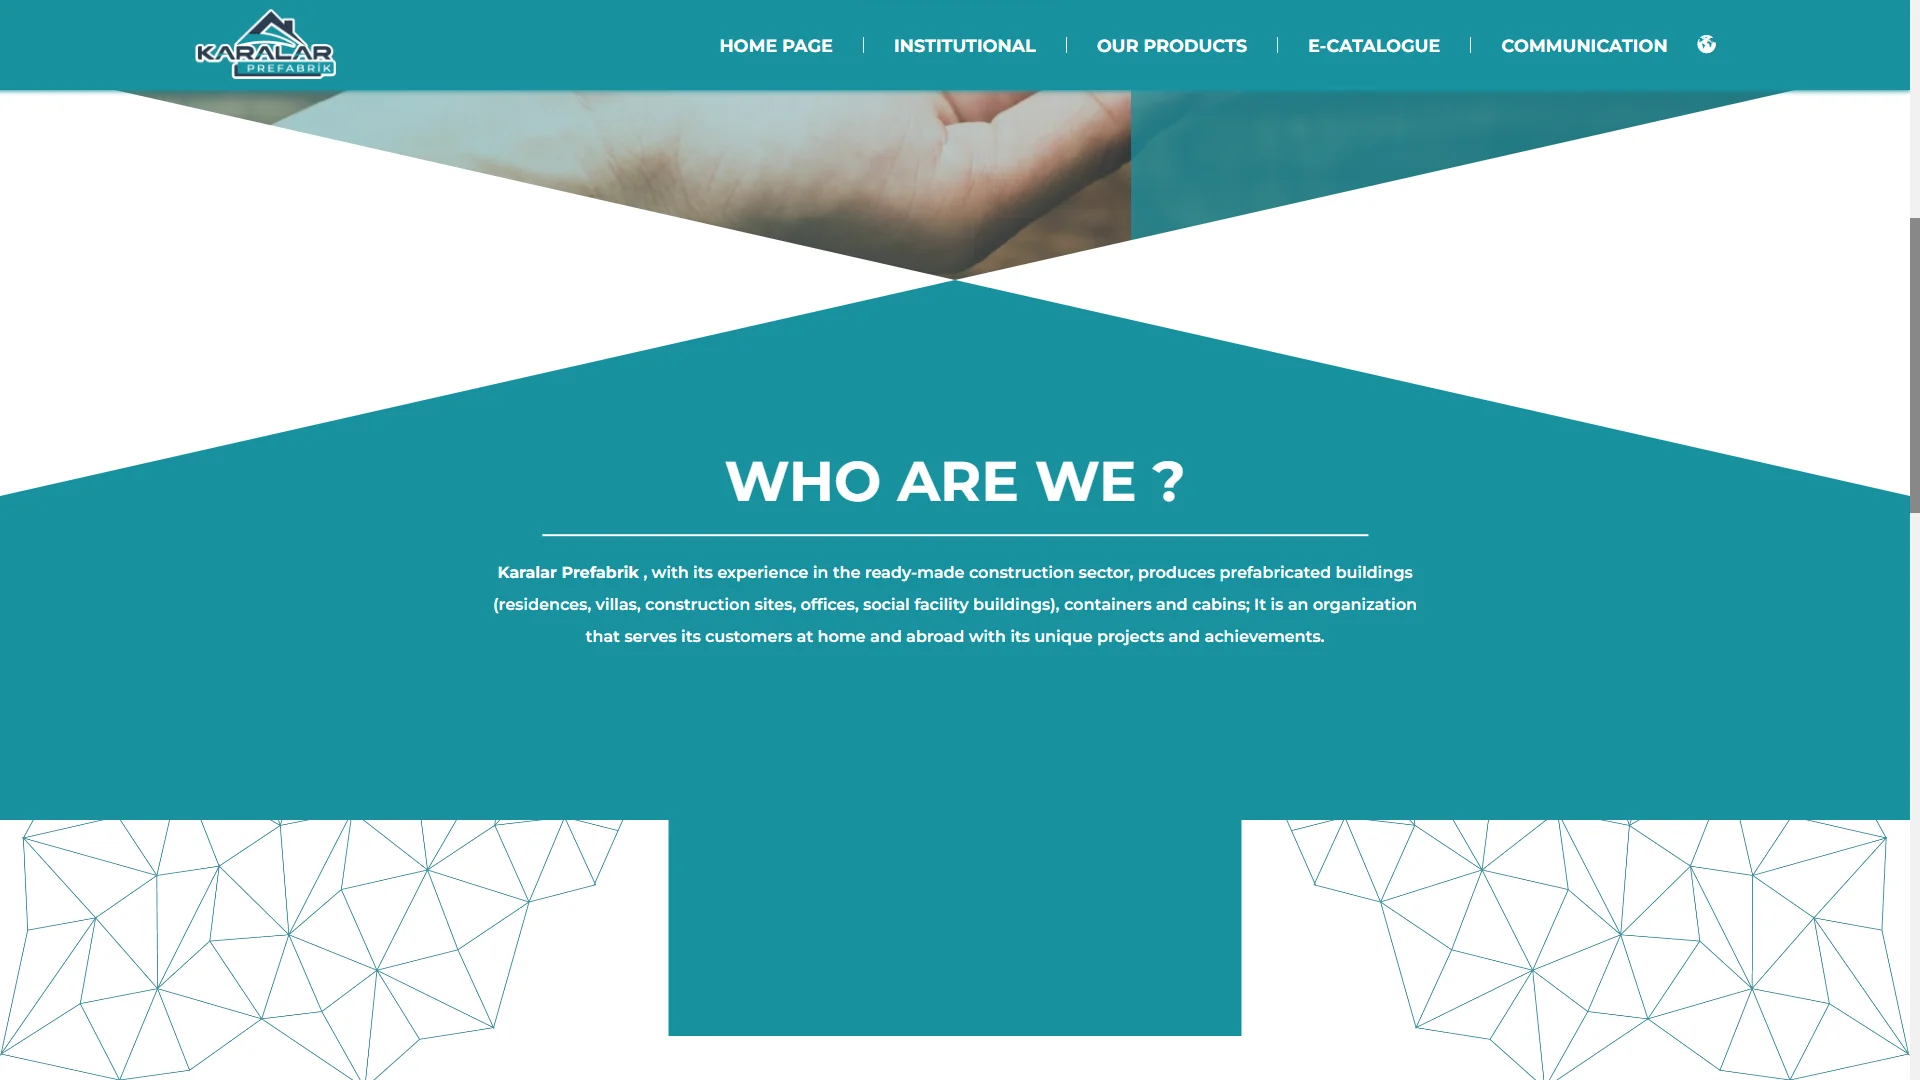 KARALAR
PREFABRİK
HOME PAGE
INSTITUTIONAL
OUR PRODUCTS
E-CATALOGUE
COMMUNICATION
WHO ARE WE ?
Karalar Prefabrik , with its experience in the ready-made construction sector, produces prefabricated buildings
(residences, villas, construction sites, offices, social facility buildings), containers and cabins; It is an organization
that serves its customers at home and abroad with its unique projects and achievements.